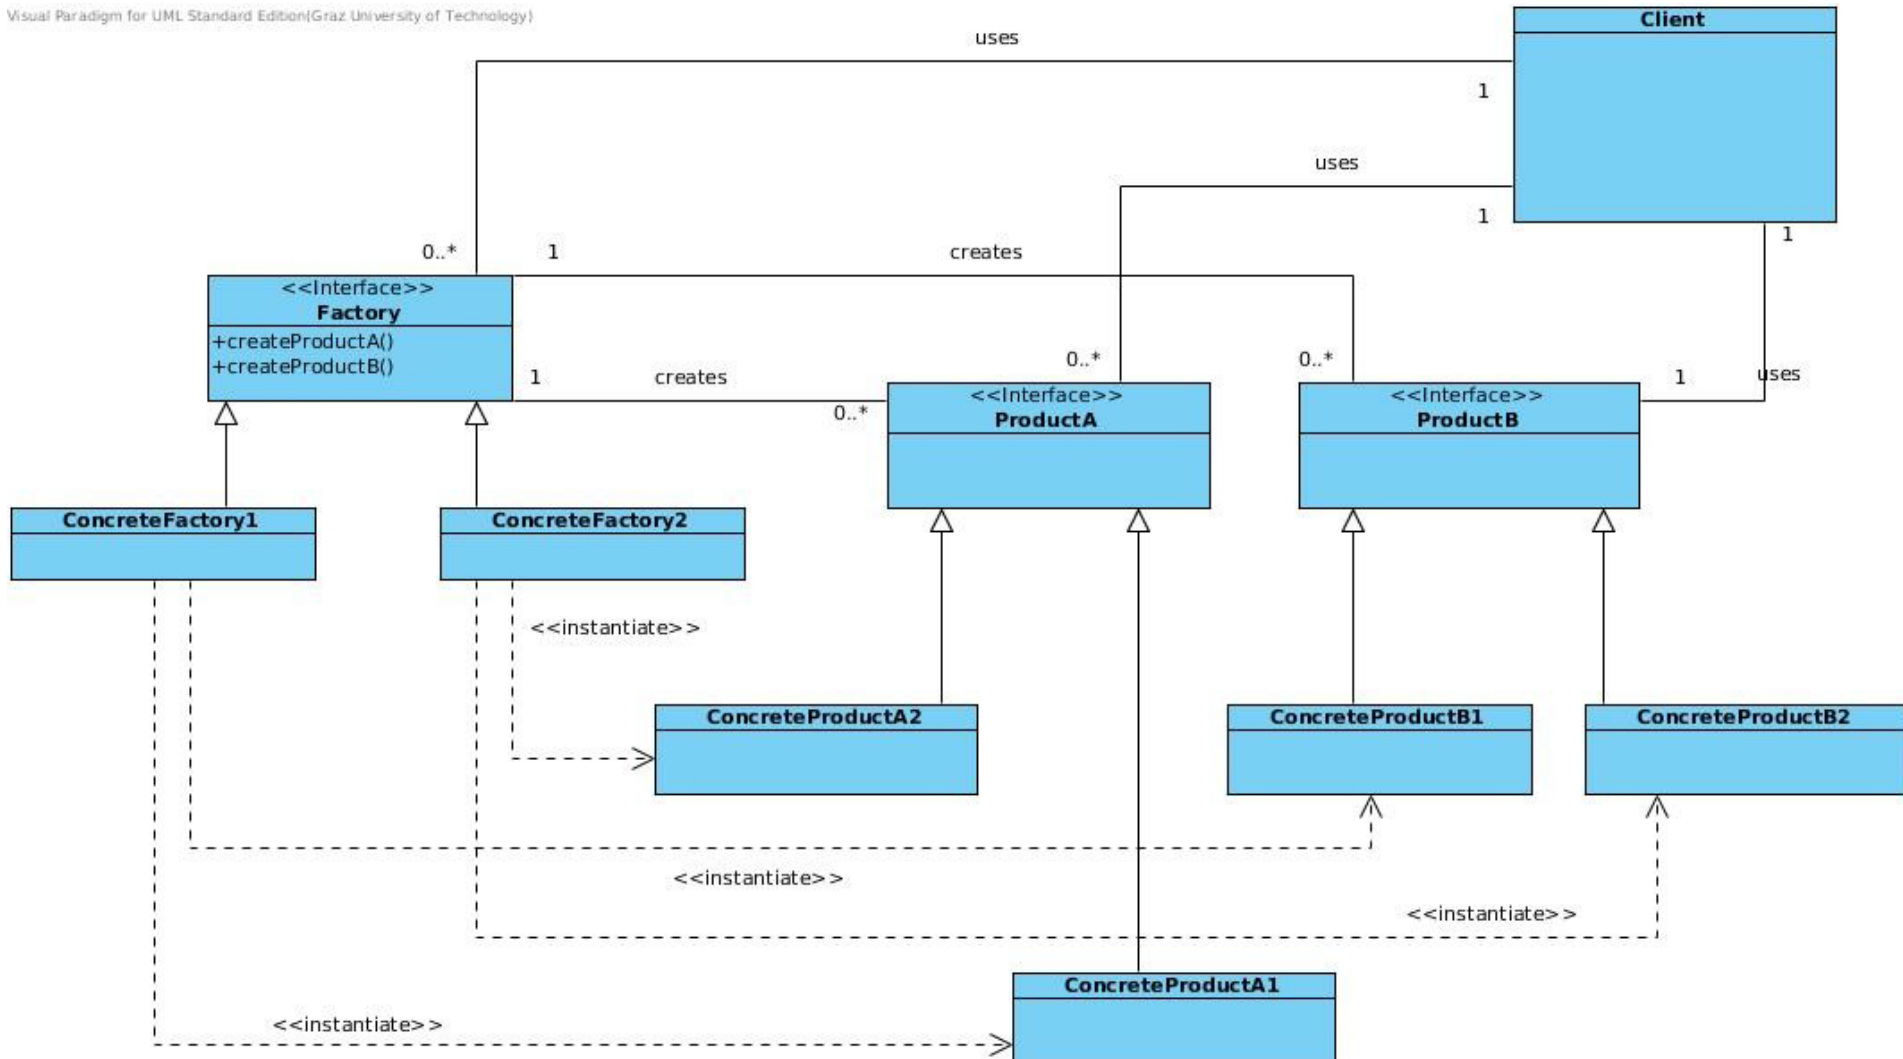 Visual Paradigm for UML Standard Edition(Graz University of Technology)
Client
uses
1
uses
1
1
0..*
1
creates
<<Interface>>
Factory
+createProductA()
+createProductB()
1
creates
0..*
0..*
0..*
1
uses
<<Interface>>
ProductA
<<Interface>>
ProductB
ConcreteFactory1
ConcreteFactory2
<<instantiate>>
ConcreteProductA2
ConcreteProductB1
ConcreteProductB2
<<instantiate>>
<<instantiate>>
ConcreteProductA1
<<instantiate>>